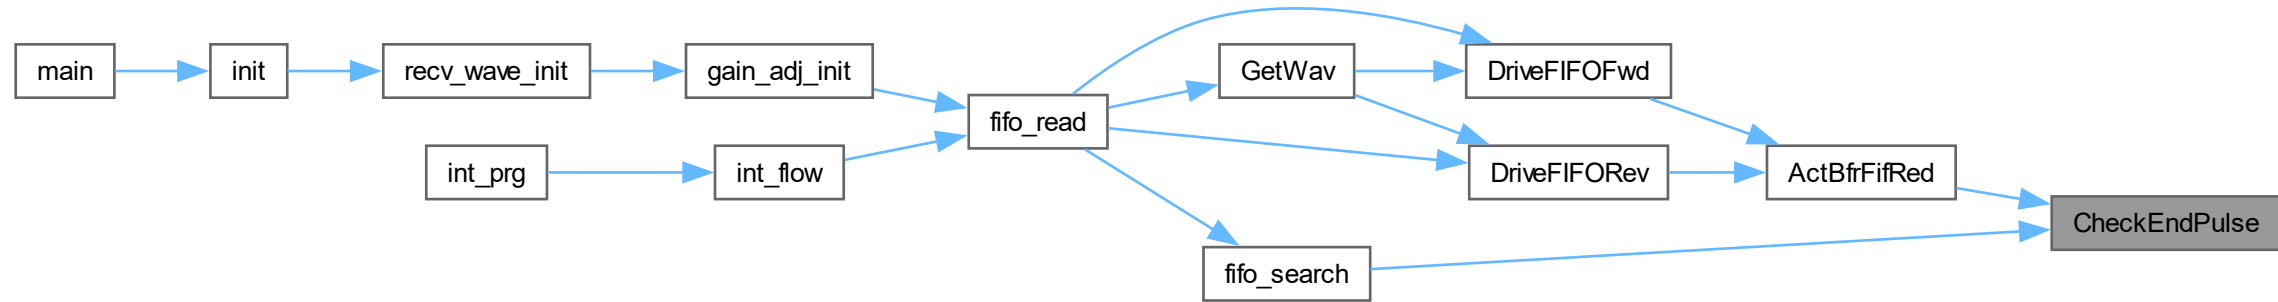 main
init
recv_wave_init
gain_adj_init
int_prg
int_flow
fifo_read
GetWav
DriveFIFOFwd
DriveFIFORev
fifo_search
ActBfrFifRed
CheckEndPulse